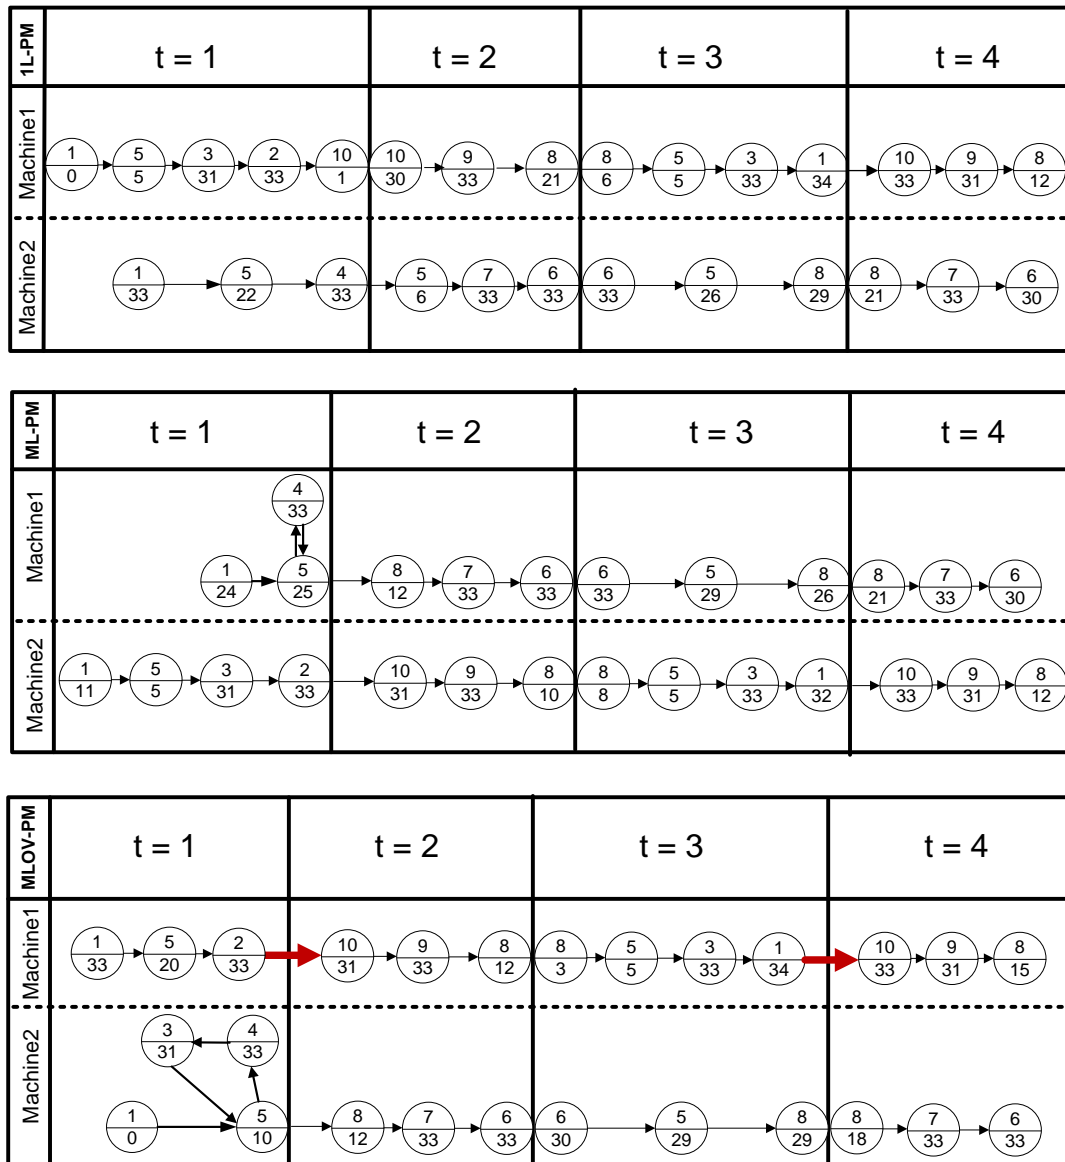 1L-PM t = 1 t = 2 t = 3 t = 4
Machine1
1 5 3 2 10 10 9 8 8 5 3 1 10 9 8
0 5 31 33 1 30 33 21 6 5 33 34 33 31 12
Machine2
1 5 4 5 7 6 6 5 8 8 7 6
33 22 33 6 33 33 33 26 29 21 33 30
ML-PM t = 1 t = 2 t = 3 t = 4
Machine1
4
33
1 5 8 7 6 6 5 8 8 7 6
24 25 12 33 33 33 29 26 21 33 30
Machine2
1 5 3 2 10 9 8 8 5 3 1 10 9 8
11 5 31 33 31 33 10 8 5 33 32 33 31 12
MLOV-PM t = 1 t = 2 t = 3 t = 4
Machine1
1 5 2 10 9 8 8 5 3 1 10 9 8
33 20 33 31 33 12 3 5 33 34 33 31 15
Machine2
3 4
31 33
1 5 8 7 6 6 5 8 8 7 6
0 10 12 33 33 30 29 29 18 33 33